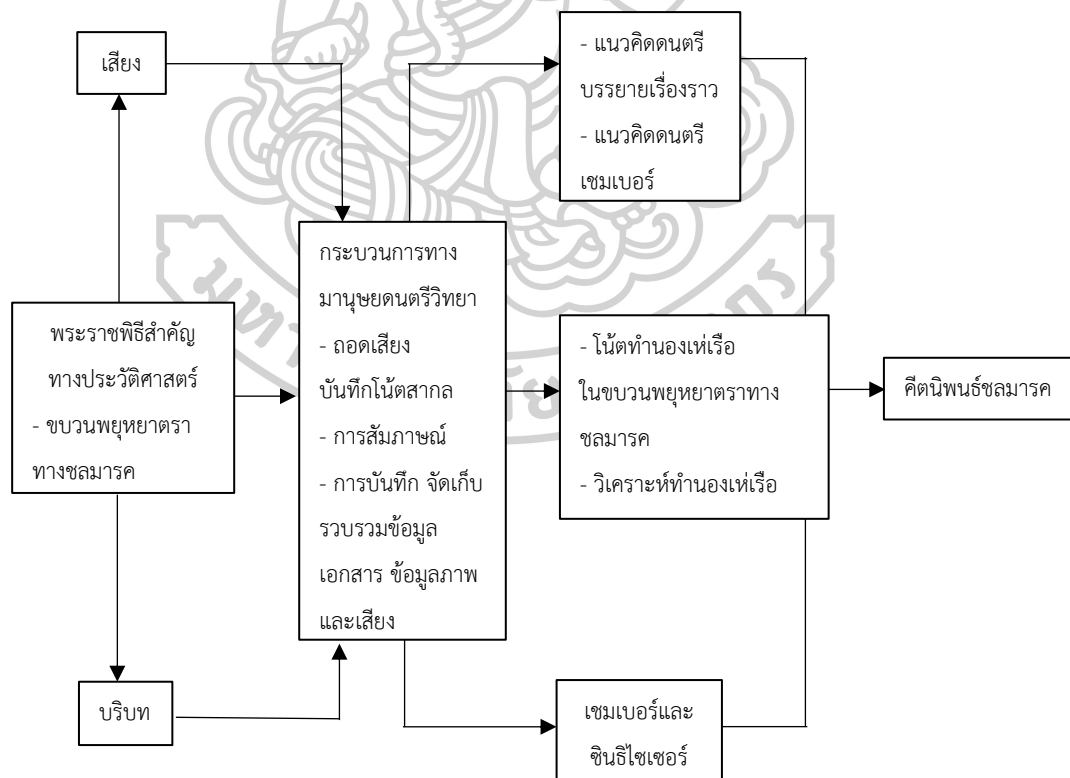 เสียง
- แนวคิดดนตรี
บรรยายเรื่องราว
- แนวคิดดนตรี
เชมเบอร์
พระราชพิธีสำคัญ
ทางประวัติศาสตร์
- ขบวนพยุหยาตรา
ทางชลมารค
กระบวนการทาง
มานุษยดนตรีวิทยา
- ถอดเสียง
บันทึกโน้ตสากล
- การสัมภาษณ์
- การบันทึก จัดเก็บ
รวบรวมข้อมูล
เอกสาร ข้อมูลภาพ
และเสียง
- โน้ตทำนองเห่เรือ
ในขบวนพยุหยาตราทาง
ชลมารค
- วิเคราะห์ทำนองเห่เรือ
คีตนิพนธ์ชลมารค
บริบท
เชมเบอร์และ
ซินธิไซเซอร์